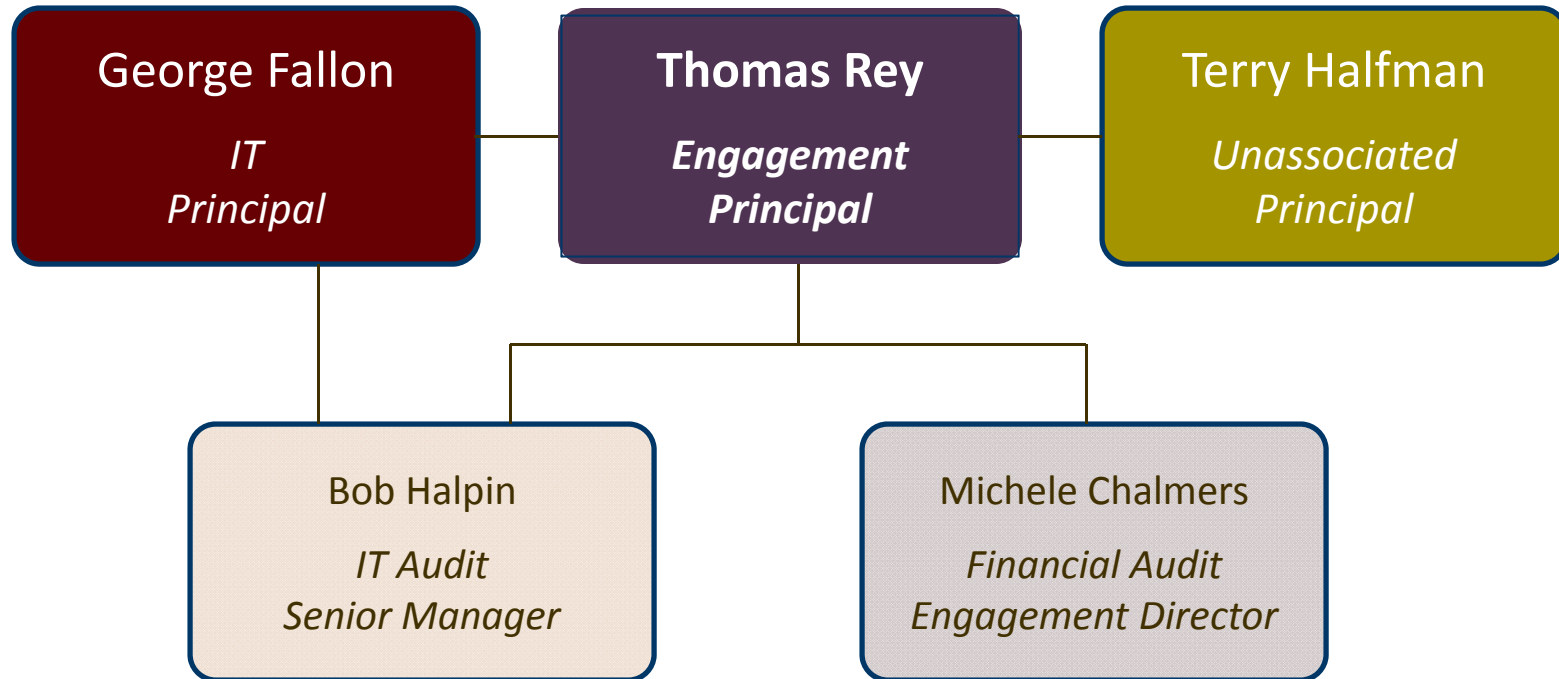 George Fallon
IT
Principal
Thomas Rey
Engagement
Principal
Terry Halfman
Unassociated
Principal
Bob Halpin
IT Audit
Senior Manager
Michele Chalmers
Financial Audit
Engagement Director